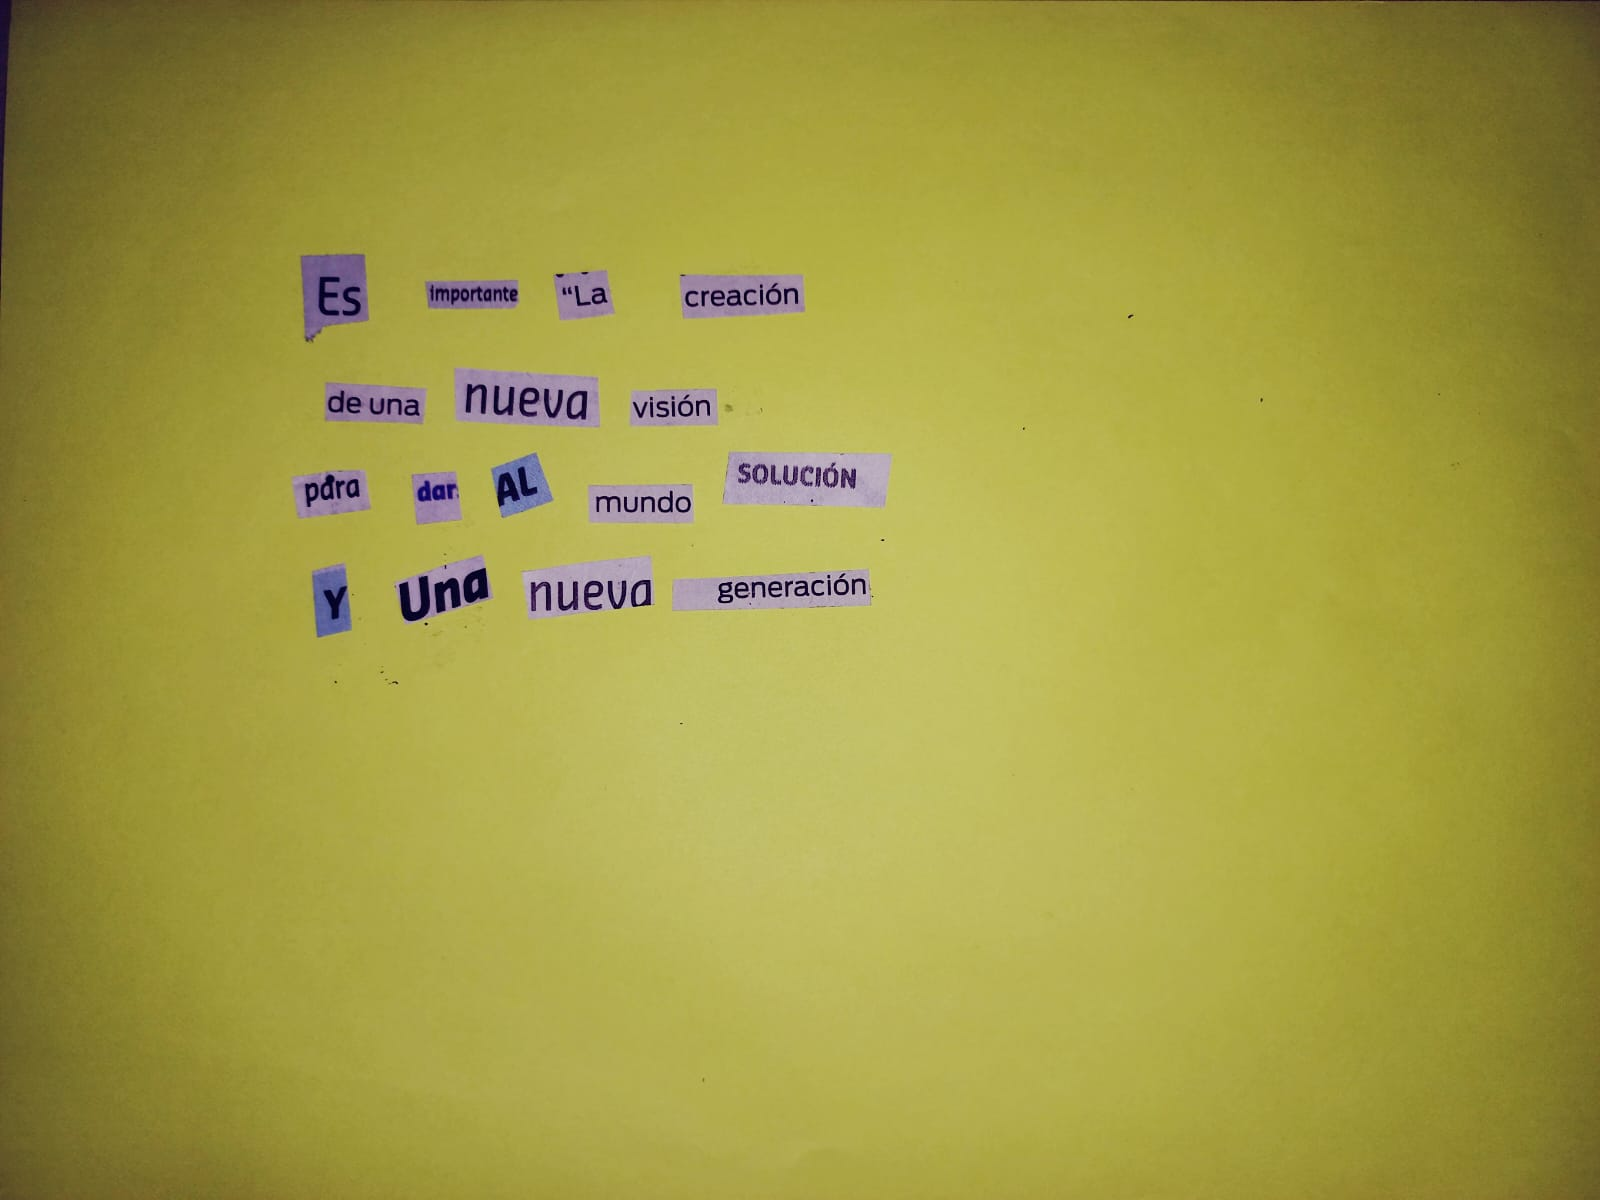 Es importante “La creación
de una nueva visión
para dar AL mundo SOLUCIÓN
Y Una nueva generación